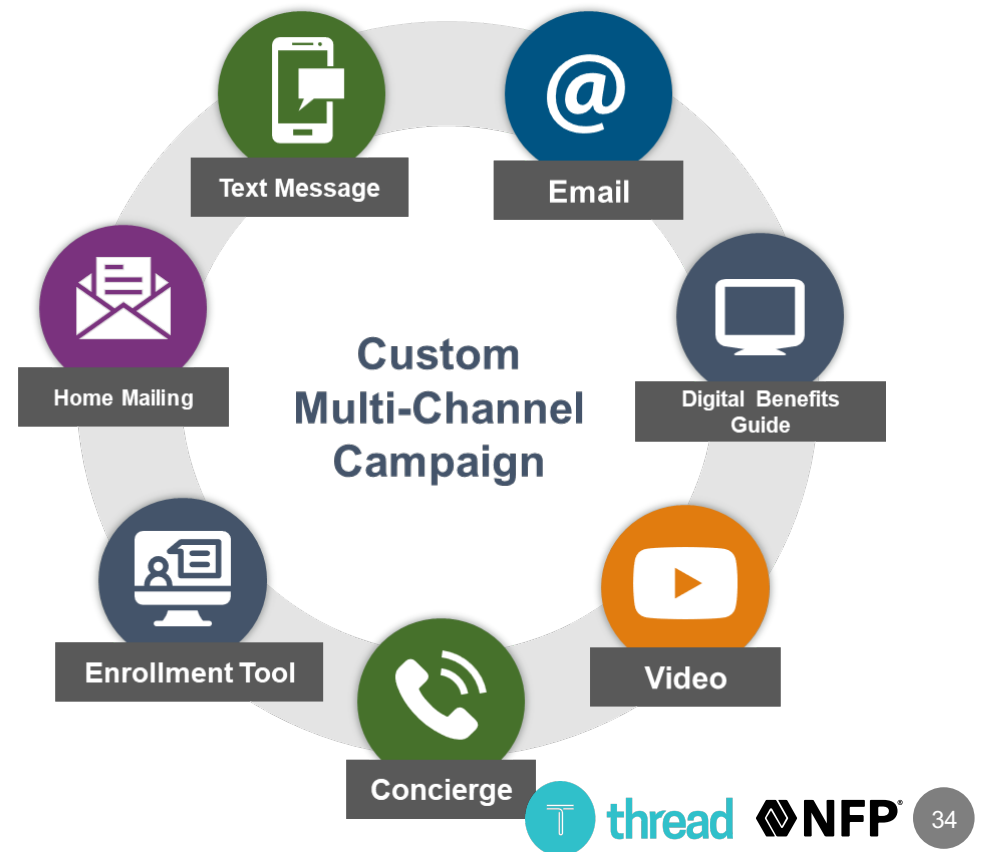 Text Message
@
Email
Home Mailing
Custom
Multi-Channel
Campaign
Digital Benefits
Guide
Enrollment Tool
Video
Concierge
T thread NFP® 34